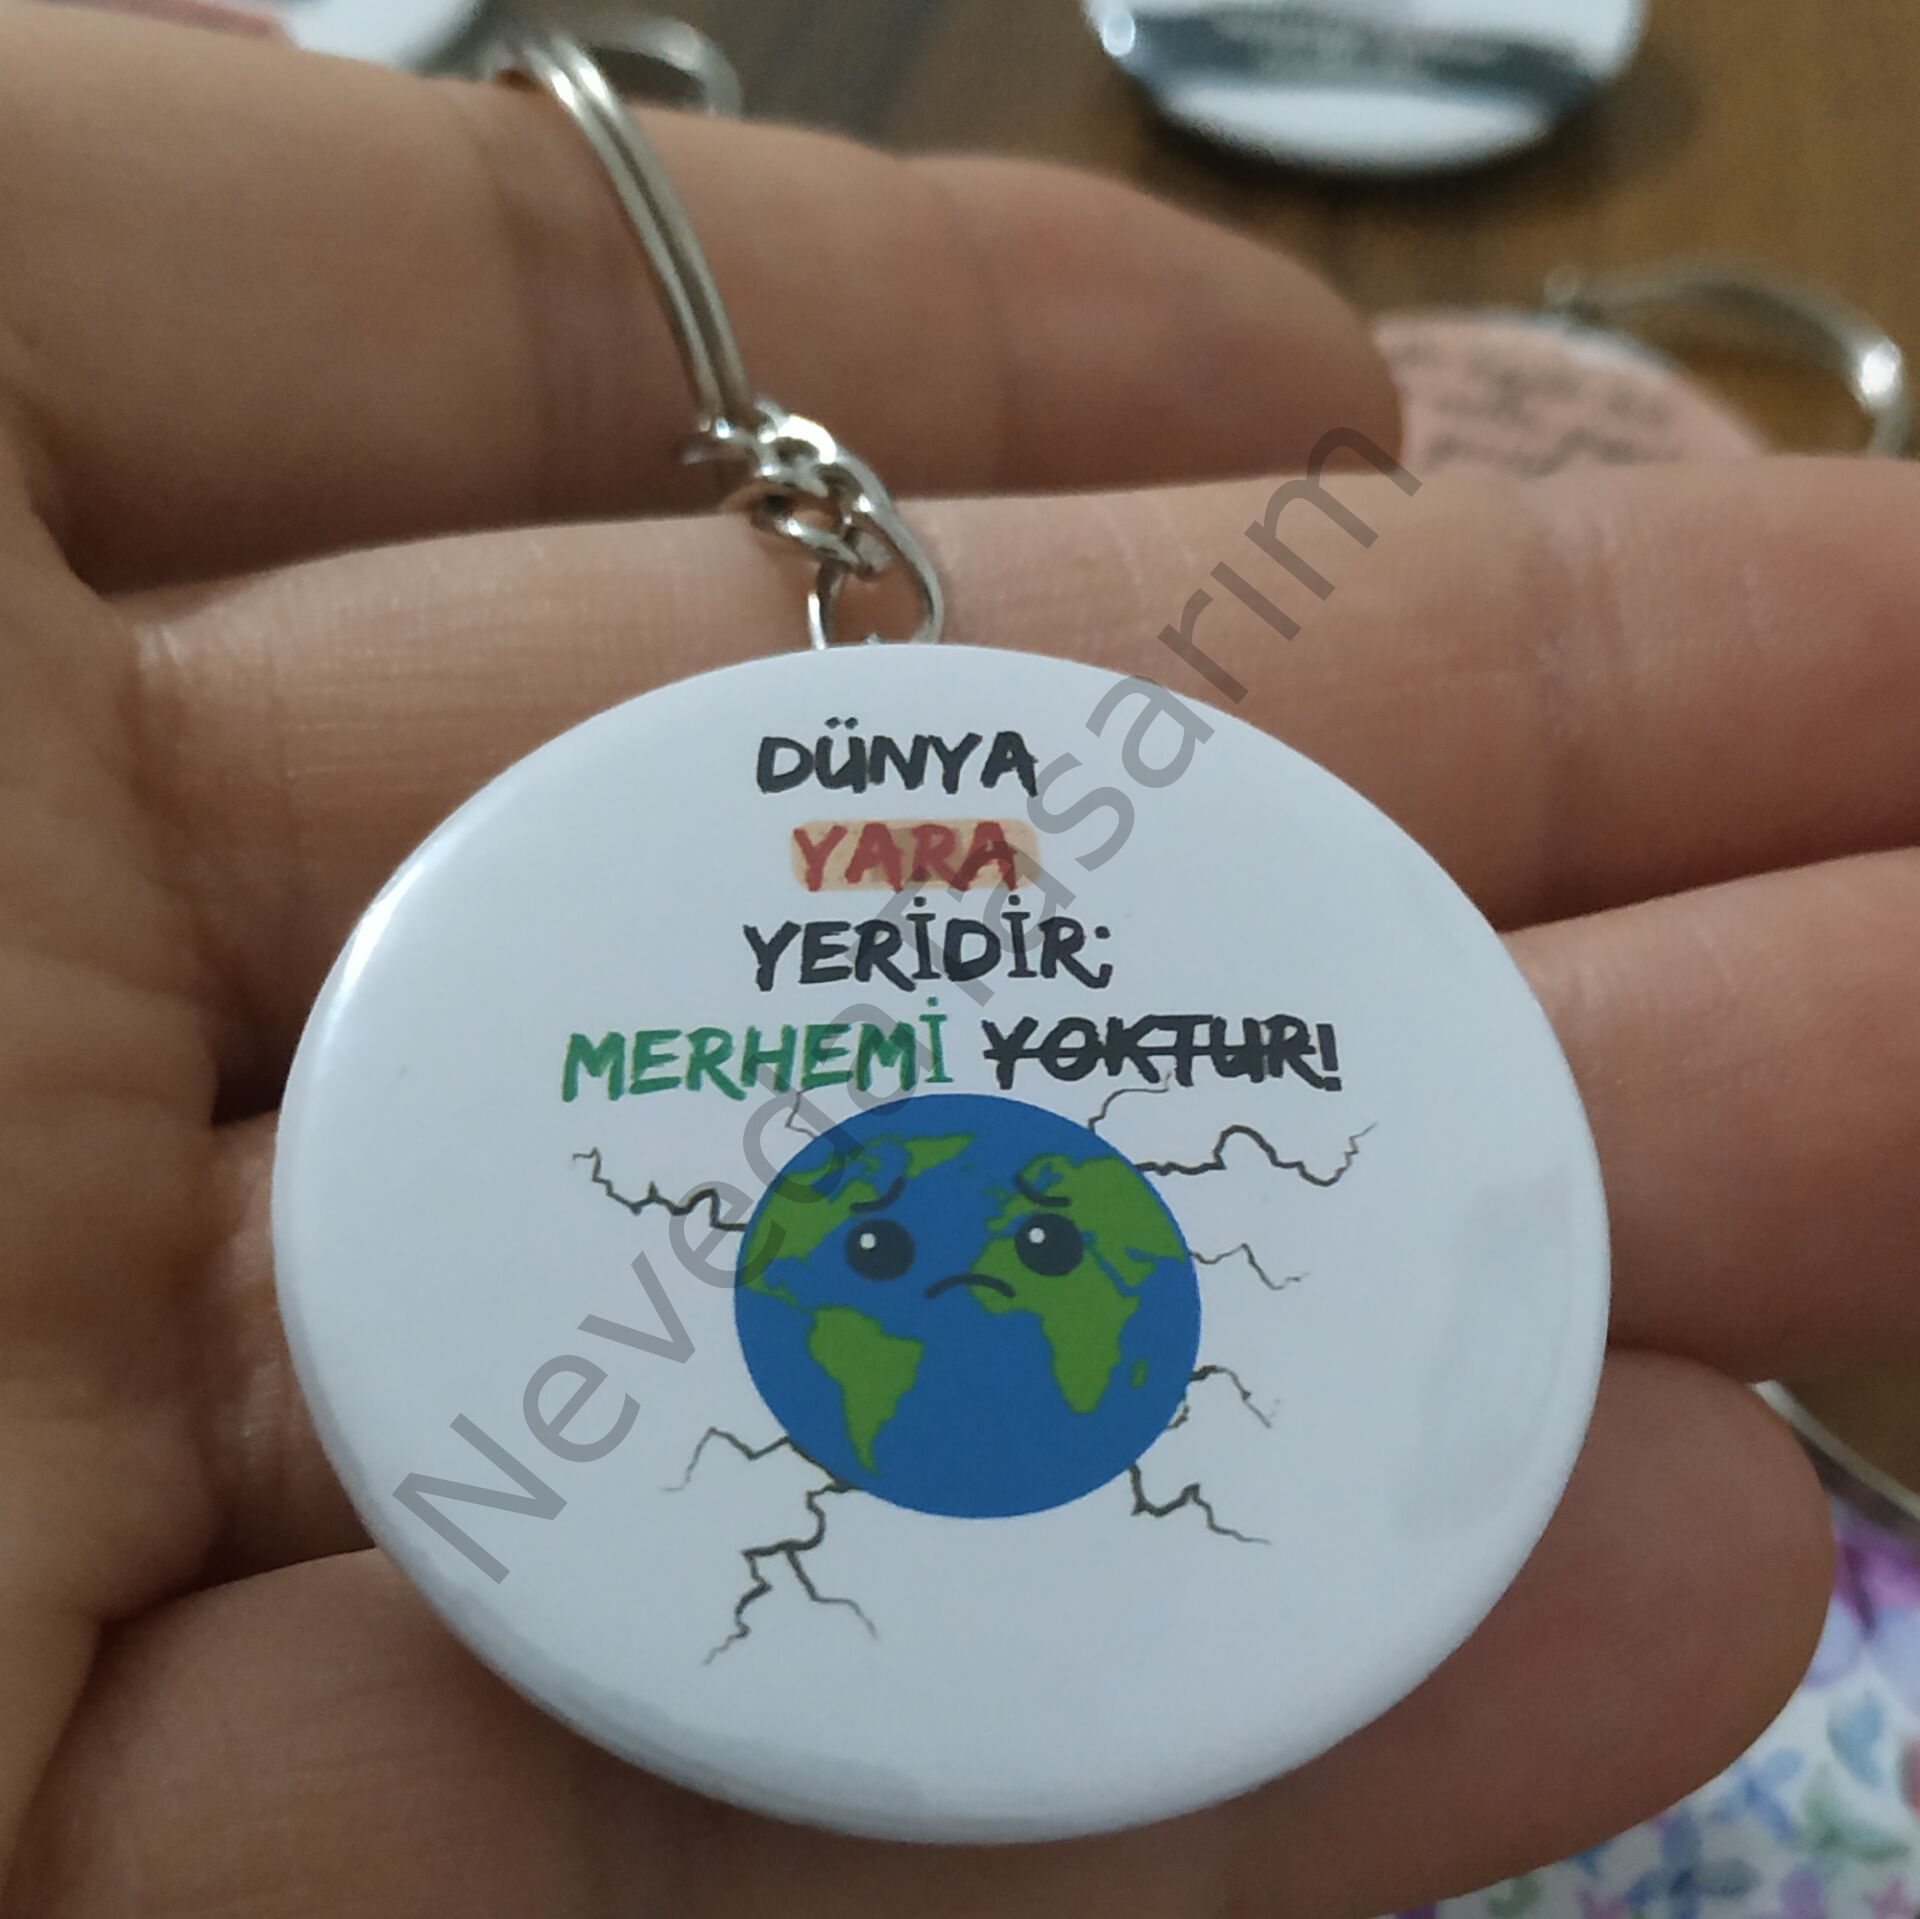 DÜNYA
YARA
YERİDİR;
MERHEMİ YOKTUR!
NevedaTasarım